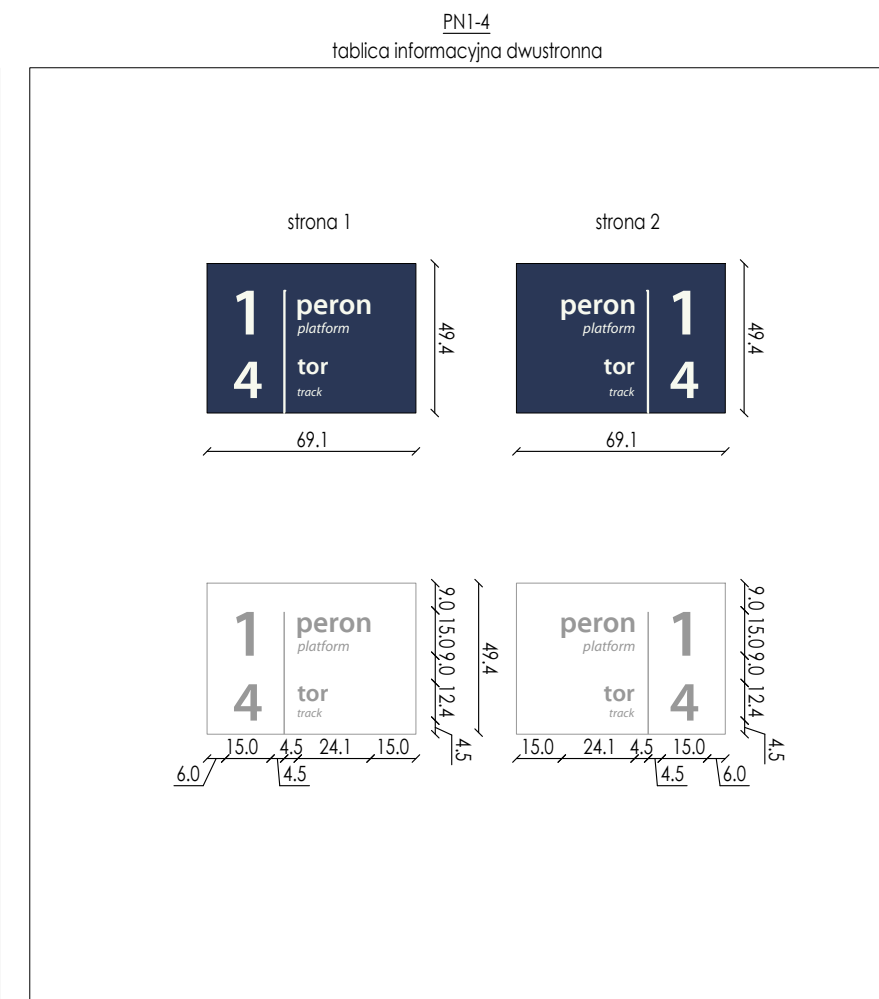 PN1-4
tablica informacyjna dwustronna
strona 1
strona 2
1 peron
platform
4 tor
track
49.4
69.1
peron 1
platform
tor 4
track
49.4
69.1
1 peron
platform
4 tor
track
9.0
15.0
9.0
12.4
4.5
49.4
6.0
15.0
4.5
4.5
24.1
15.0
peron 1
platform
tor 4
track
9.0
15.0
9.0
12.4
4.5
15.0
24.1
4.5
4.5
15.0
6.0